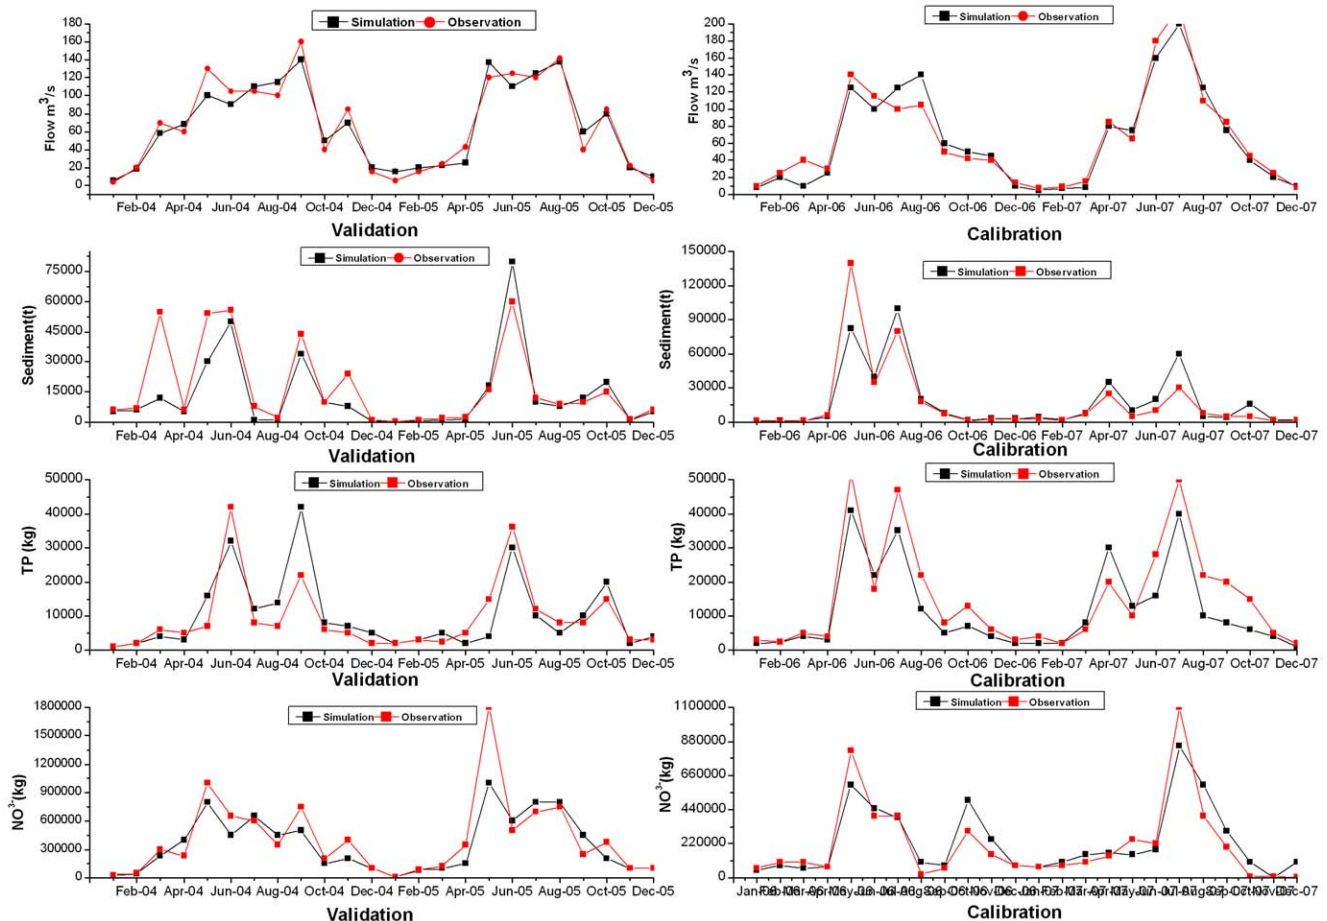 Simulation Observation
180
160
140
120
100
80
60
40
20
0
Flow m³/s
Feb-04 Apr-04 Jun-04 Aug-04 Oct-04 Dec-04 Feb-05 Apr-05 Jun-05 Aug-05 Oct-05 Dec-05
Validation
Simulation Observation
200
180
160
140
120
100
80
60
40
20
0
Flow m³/s
Feb-06 Apr-06 Jun-06 Aug-06 Oct-06 Dec-06 Feb-07 Apr-07 Jun-07 Aug-07 Oct-07 Dec-07
Calibration
Simulation Observation
75000
60000
45000
30000
15000
0
Sediment(t)
Feb-04 Apr-04 Jun-04 Aug-04 Oct-04 Dec-04 Feb-05 Apr-05 Jun-05 Aug-05 Oct-05 Dec-05
Validation
Simulation Observation
150000
120000
90000
60000
30000
0
Sediment(t)
Feb-06 Apr-06 Jun-06 Aug-06 Oct-06 Dec-06 Feb-07 Apr-07 Jun-07 Aug-07 Oct-07 Dec-07
Calibration
Simulation Observation
50000
40000
30000
20000
10000
0
TP (kg)
Feb-04 Apr-04 Jun-04 Aug-04 Oct-04 Dec-04 Feb-05 Apr-05 Jun-05 Aug-05 Oct-05 Dec-05
Validation
Simulation Observation
50000
40000
30000
20000
10000
0
TP (kg)
Feb-06 Apr-06 Jun-06 Aug-06 Oct-06 Dec-06 Feb-07 Apr-07 Jun-07 Aug-07 Oct-07 Dec-07
Calibration
Simulation Observation
1800000
1500000
1200000
900000
600000
300000
0
NO³⁻(kg)
Feb-04 Apr-04 Jun-04 Aug-04 Oct-04 Dec-04 Feb-05 Apr-05 Jun-05 Aug-05 Oct-05 Dec-05
Validation
Simulation Observation
1100000
880000
660000
440000
220000
0
NO³⁻(kg)
Calibration